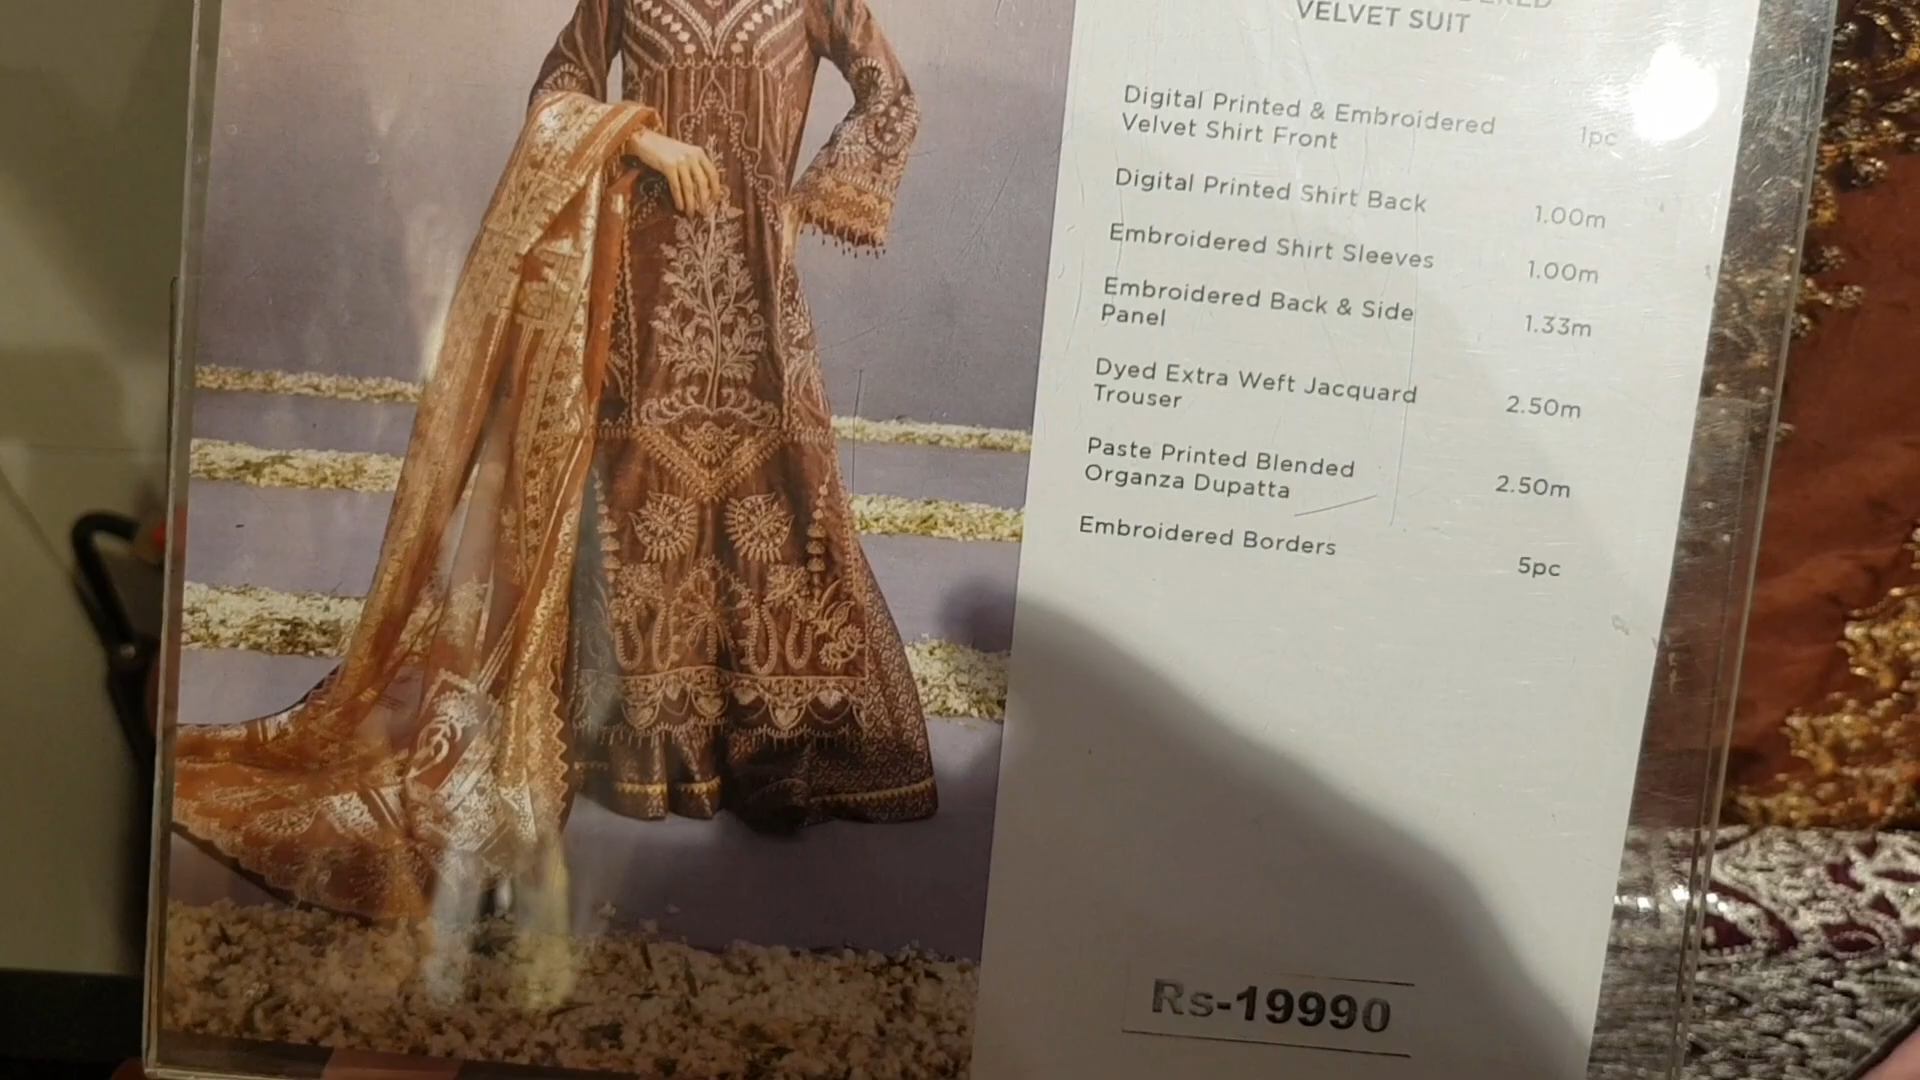 VELVET SUIT
Digital Printed & Embroidered
Velvet Shirt Front
1pc
Digital Printed Shirt Back
1.00m
Embroidered Shirt Sleeves
1.00m
Embroidered Back & Side
Panel
1.33m
Dyed Extra Weft Jacquard
Trouser
2.50m
Paste Printed Blended
Organza Dupatta
2.50m
Embroidered Borders
5pc
Rs-19990